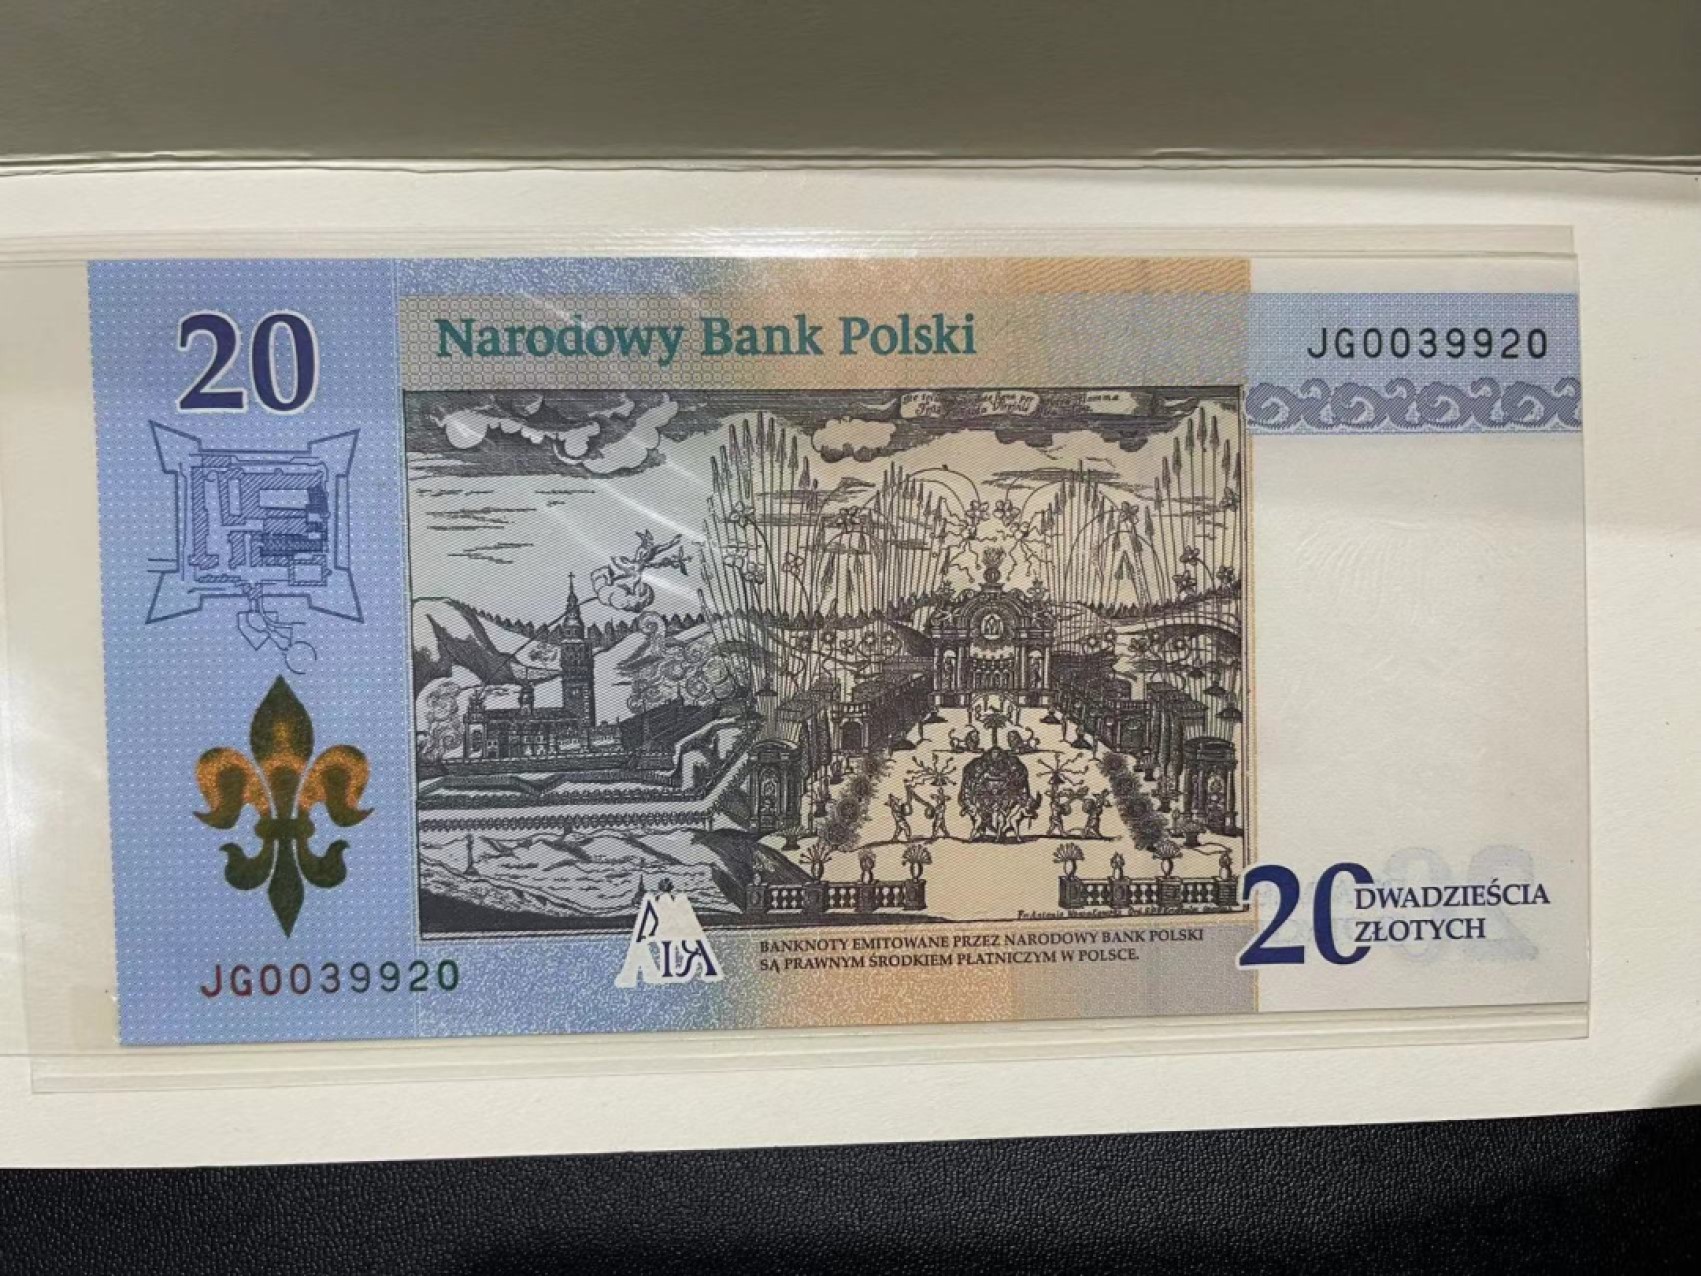 20
Narodowy Bank Polski
JG0039920
JG0039920
BANKNOTY EMITOWANE PRZEZ NARODOWY BANK POLSKI
SĄ PRAWNYM ŚRODKIEM PŁATNICZYM W POLSCE.
20 DWADZIEŚCIA
ZŁOTYCH